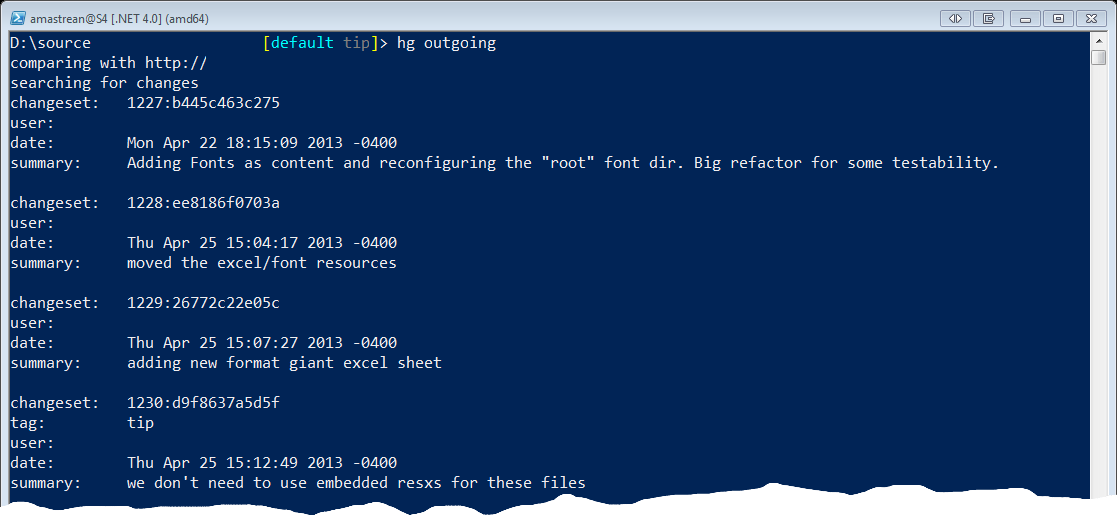 amastrean@S4 [.NET 4.0] (amd64)
D:\source [default tip]> hg outgoing
comparing with http://
searching for changes
changeset: 1227:b445c463c275
user:
date: Mon Apr 22 18:15:09 2013 -0400
summary: Adding Fonts as content and reconfiguring the "root" font dir. Big refactor for some testability.
changeset: 1228:ee8186f0703a
user:
date: Thu Apr 25 15:04:17 2013 -0400
summary: moved the excel/font resources
changeset: 1229:26772c22e05c
user:
date: Thu Apr 25 15:07:27 2013 -0400
summary: adding new format giant excel sheet
changeset: 1230:d9f8637a5d5f
tag: tip
user:
date: Thu Apr 25 15:12:49 2013 -0400
summary: we don't need to use embedded resxs for these files